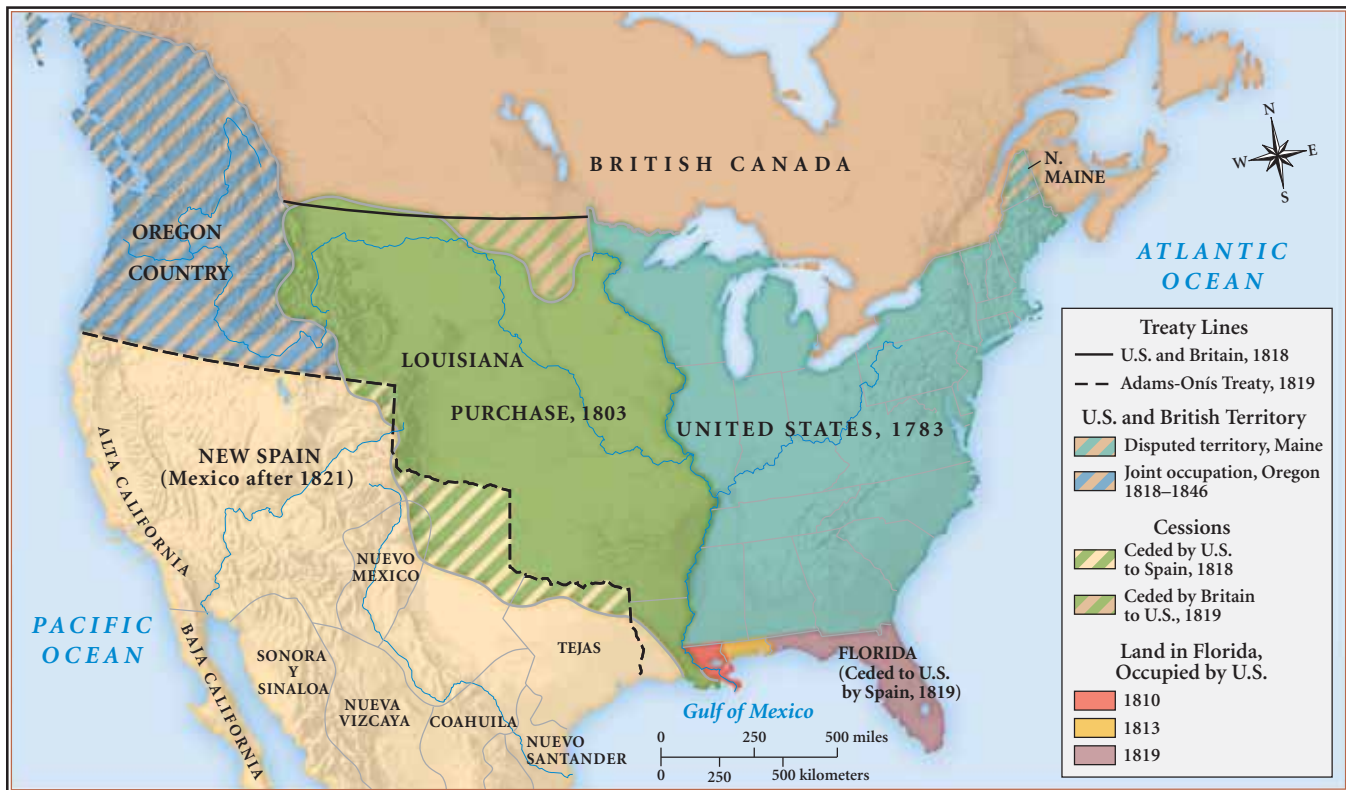 BRITISH CANADA
N.
MAINE
N
W
E
S
OREGON
COUNTRY
ATLANTIC
OCEAN
LOUISIANA
PURCHASE, 1803
UNITED STATES, 1783
NEW SPAIN
(Mexico after 1821)
ALTA CALIFORNIA
NUEVO
MEXICO
PACIFIC
OCEAN
BAJA CALIFORNIA
SONORA
Y
SINALOA
NUEVA
VIZCAYA
COAHUILA
TEJAS
NUEVO
SANTANDER
FLORIDA
(Ceded to U.S.
by Spain, 1819)
Gulf of Mexico
0 250 500 miles
0 250 500 kilometers
Treaty Lines
U.S. and Britain, 1818
Adams-Onís Treaty, 1819
U.S. and British Territory
Disputed territory, Maine
Joint occupation, Oregon
1818–1846
Cessions
Ceded by U.S.
to Spain, 1818
Ceded by Britain
to U.S., 1819
Land in Florida,
Occupied by U.S.
1810
1813
1819